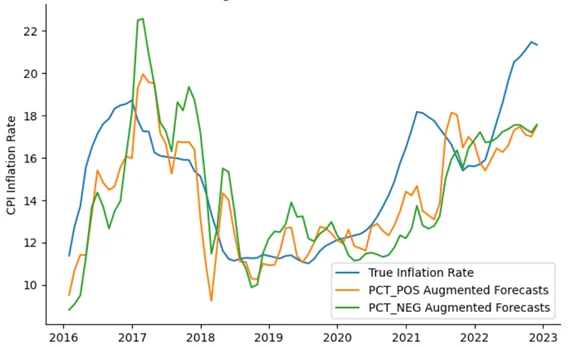 CPI Inflation Rate
22
20
18
16
14
12
10
2016 2017 2018 2019 2020 2021 2022 2023
True Inflation Rate
PCT_POS Augmented Forecasts
PCT_NEG Augmented Forecasts